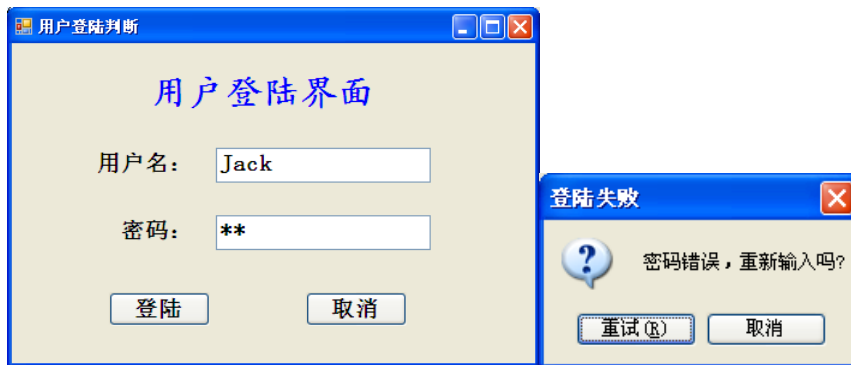 用户登陆判断
用户登陆界面
用户名： Jack
密码： **
登陆 取消
登陆失败
密码错误，重新输入吗?
重试(R) 取消